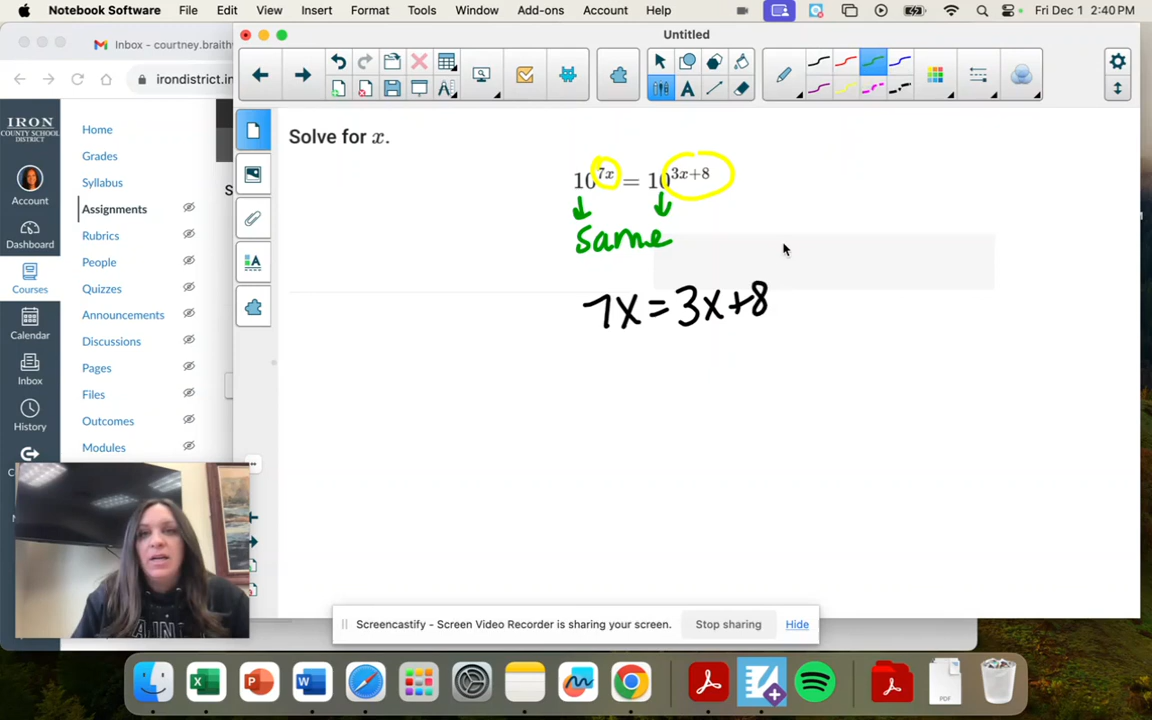 Notebook Software File Edit View Insert Format Tools Window Add-ons Account Help Fri Dec 1 2:40 PM
Inbox - courtney.braith
Untitled
irondistrict.in
IRON
COUNTY SCHOOL
DISTRICT
Account
Dashboard
Courses
Calendar
Inbox
History
Home
Grades
Syllabus
Assignments
Rubrics
People
Quizzes
Announcements
Discussions
Pages
Files
Outcomes
Modules
Solve for x.
10^{7x} = 10^{3x+8}
same
7x=3x+8
Screencastify - Screen Video Recorder is sharing your screen. Stop sharing Hide
PDF